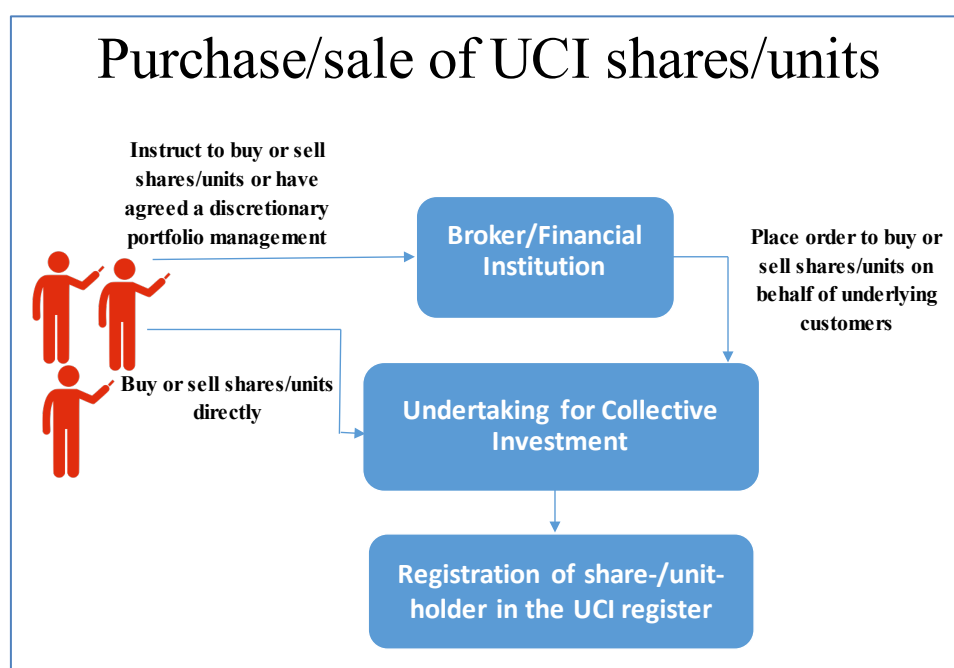 Purchase/sale of UCI shares/units
Instruct to buy or sell
shares/units or have
agreed a discretionary
portfolio management
Broker/Financial
Institution
Place order to buy or
sell shares/units on
behalf of underlying
customers
Buy or sell shares/units
directly
Undertaking for Collective
Investment
Registration of share-/unit-
holder in the UCI register